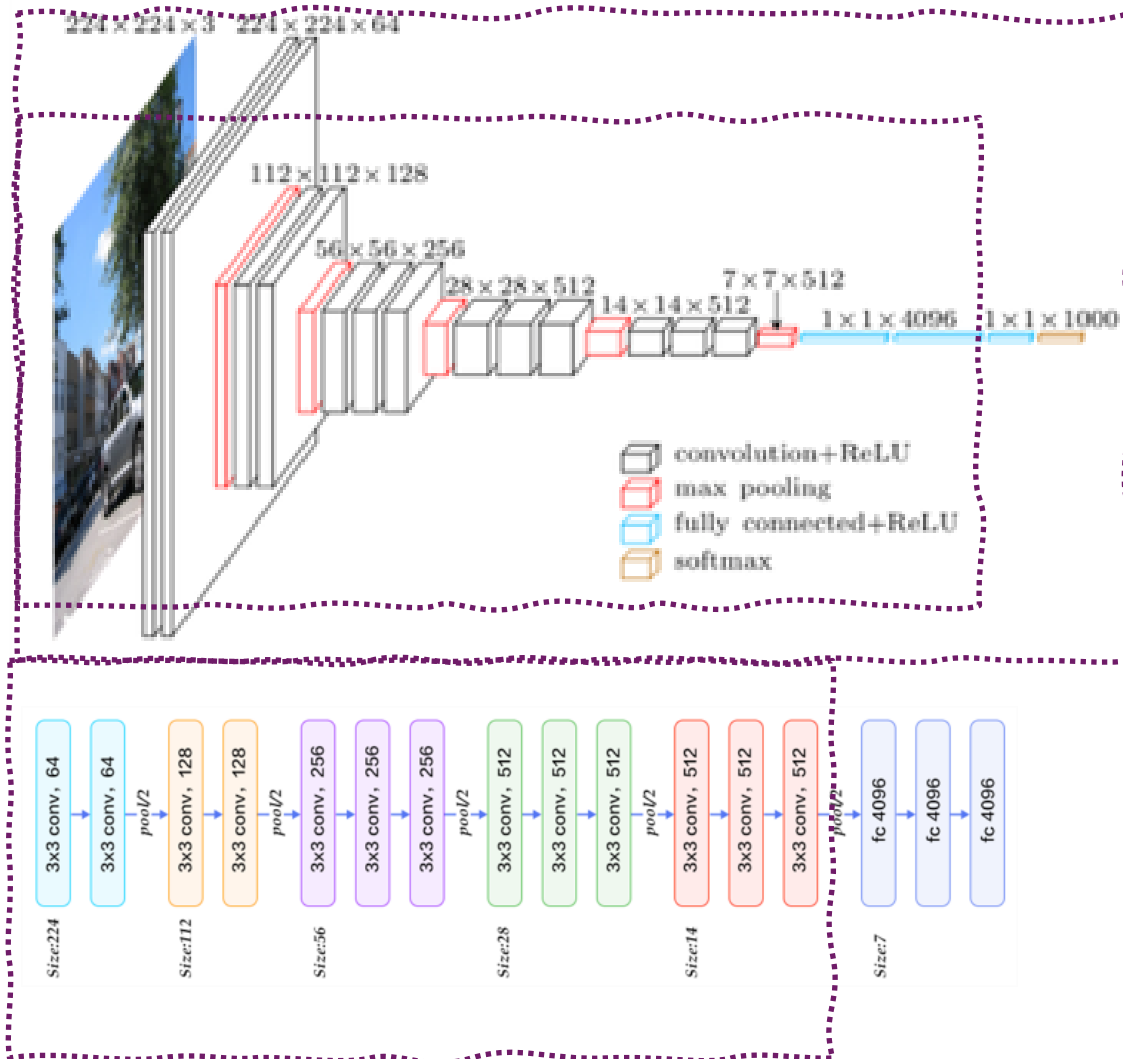 224 × 224 × 3 224 × 224 × 64
112 × 112 × 128
56 × 56 × 256
28 × 28 × 512
14 × 14 × 512
7 × 7 × 512
1 × 1 × 4096 1 × 1 × 1000
convolution+ReLU
max pooling
fully connected+ReLU
softmax
Size:224
3x3 conv, 64
3x3 conv, 64
pool/2
Size:112
3x3 conv, 128
3x3 conv, 128
pool/2
Size:56
3x3 conv, 256
3x3 conv, 256
3x3 conv, 256
pool/2
Size:28
3x3 conv, 512
3x3 conv, 512
3x3 conv, 512
pool/2
Size:14
3x3 conv, 512
3x3 conv, 512
3x3 conv, 512
pool/2
Size:7
fc 4096
fc 4096
fc 4096